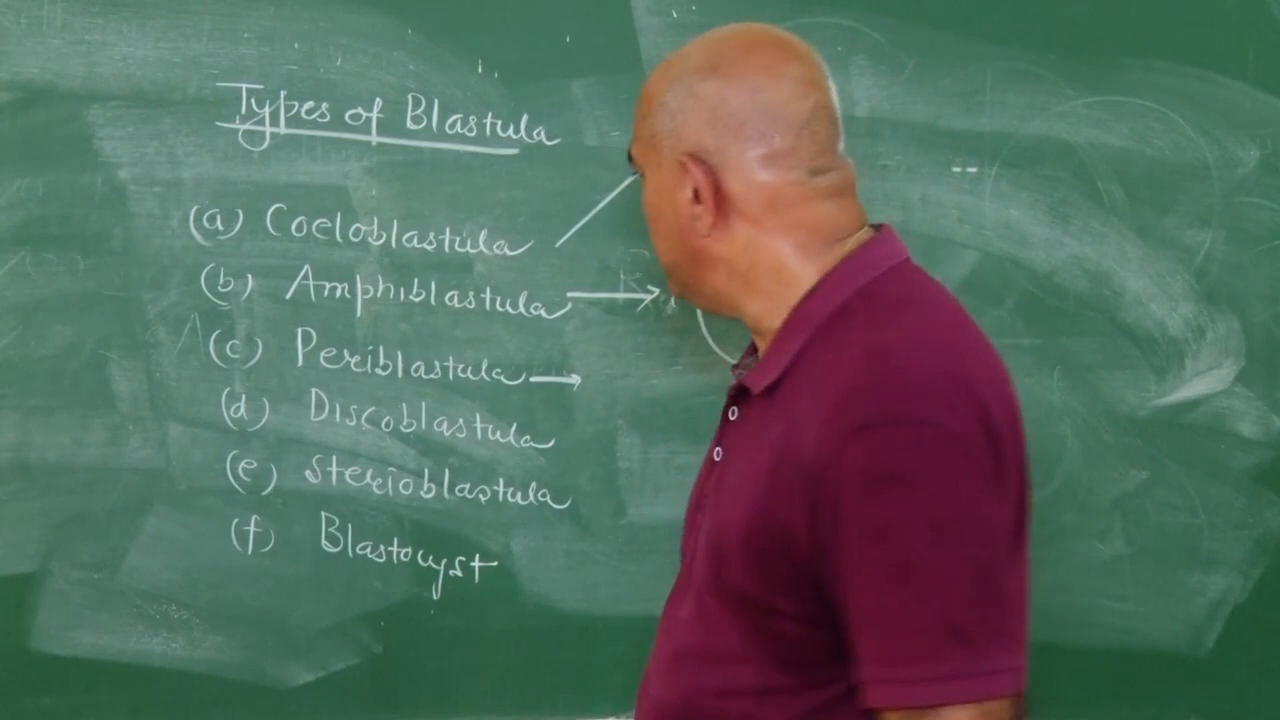 Types of Blastula
(a) Coeloblastula
(b) Amphiblastula →
(c) Periblastula →
(d) Discoblastula
(e) Sterioblastula
(f) Blastocyst